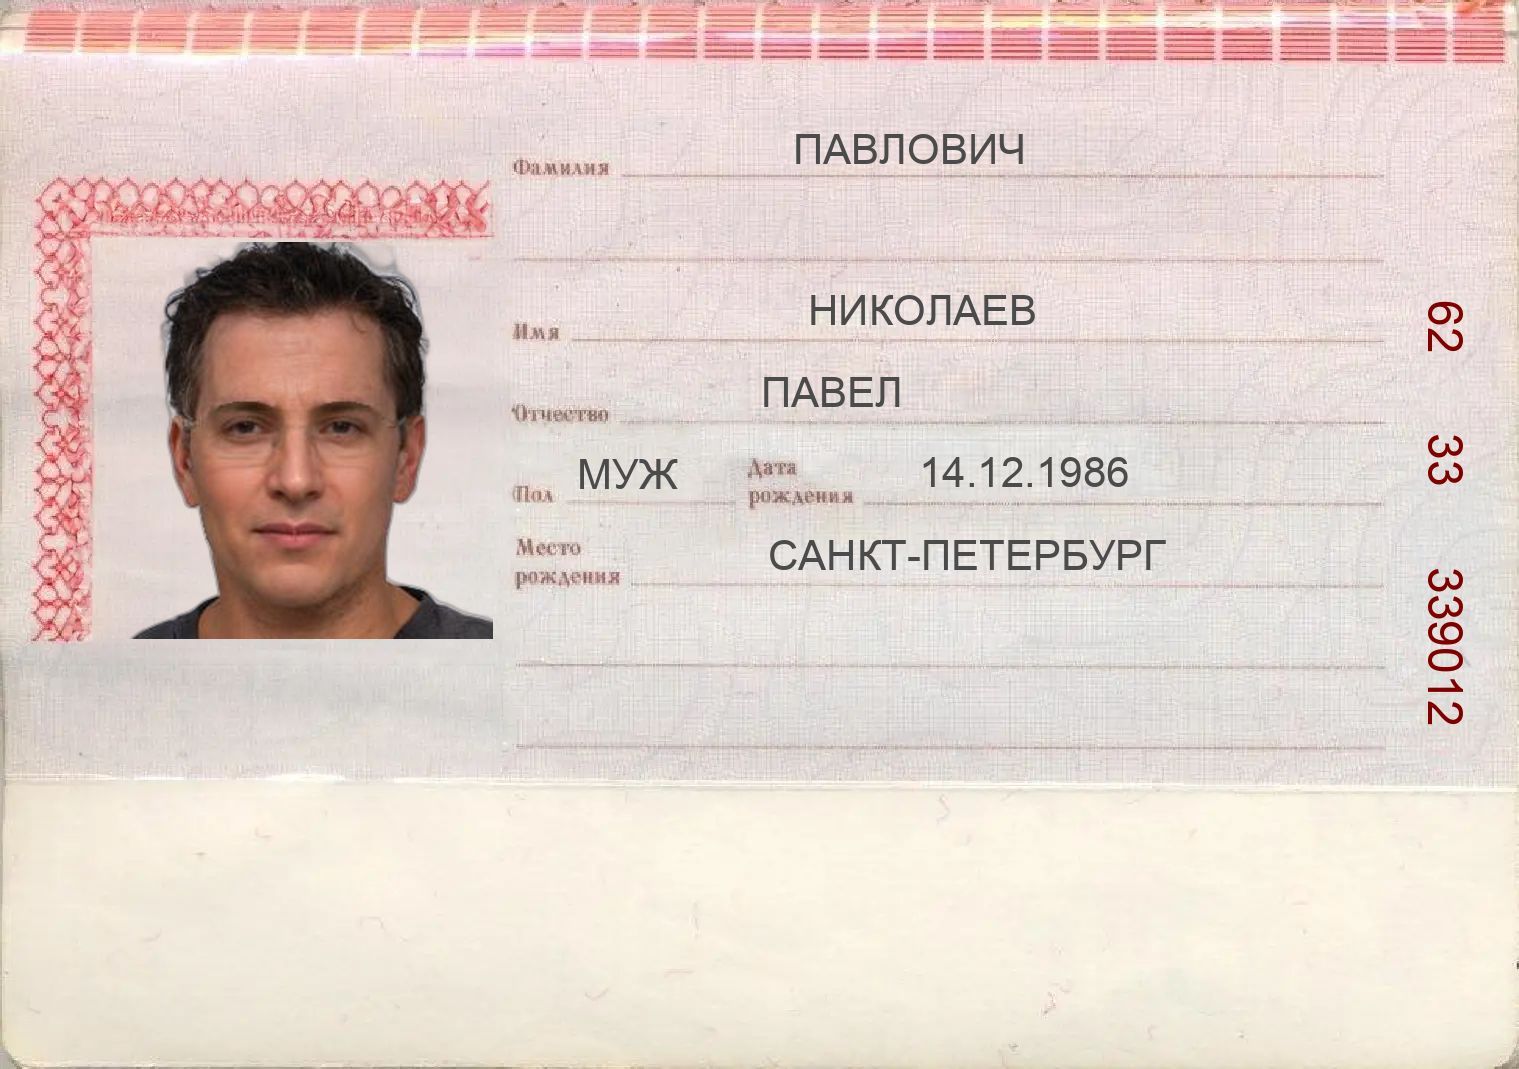 Фамилия ПАВЛОВИЧ
Имя НИКОЛАЕВ
Отчество ПАВЕЛ
Пол МУЖ Дата рождения 14.12.1986
Место рождения САНКТ-ПЕТЕРБУРГ
62 33 339012